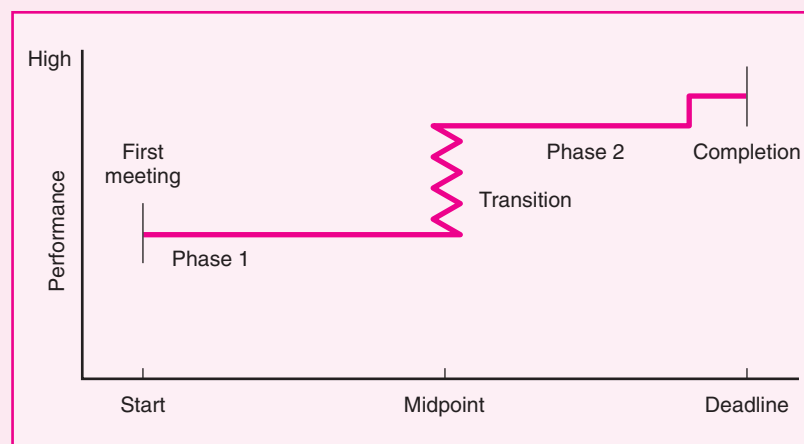 High
First
meeting
Phase 2
Completion
Transition
Performance
Phase 1
Start
Midpoint
Deadline